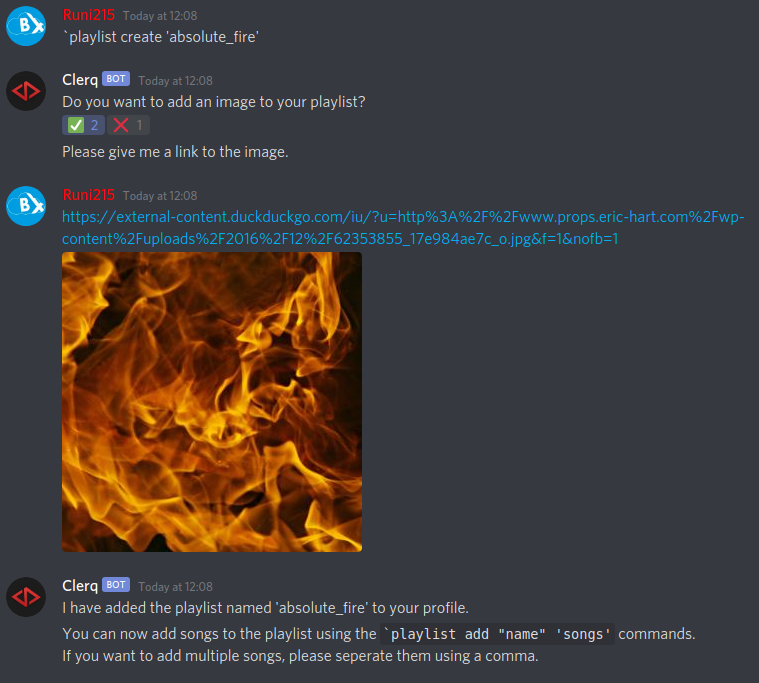 Bx
Runi215 Today at 12:08
`playlist create 'absolute_fire'
Clerq BOT Today at 12:08
Do you want to add an image to your playlist?
2 1
Please give me a link to the image.
Bx
Runi215 Today at 12:08
https://external-content.duckduckgo.com/iu/?u=http%3A%2F%2Fwww.props.eric-hart.com%2Fwp-
content%2Fuploads%2F2016%2F12%2F62353855_17e984ae7c_o.jpg&f=1&nofb=1
Clerq BOT Today at 12:08
I have added the playlist named 'absolute_fire' to your profile.
You can now add songs to the playlist using the `playlist add "name" 'songs' commands.
If you want to add multiple songs, please seperate them using a comma.